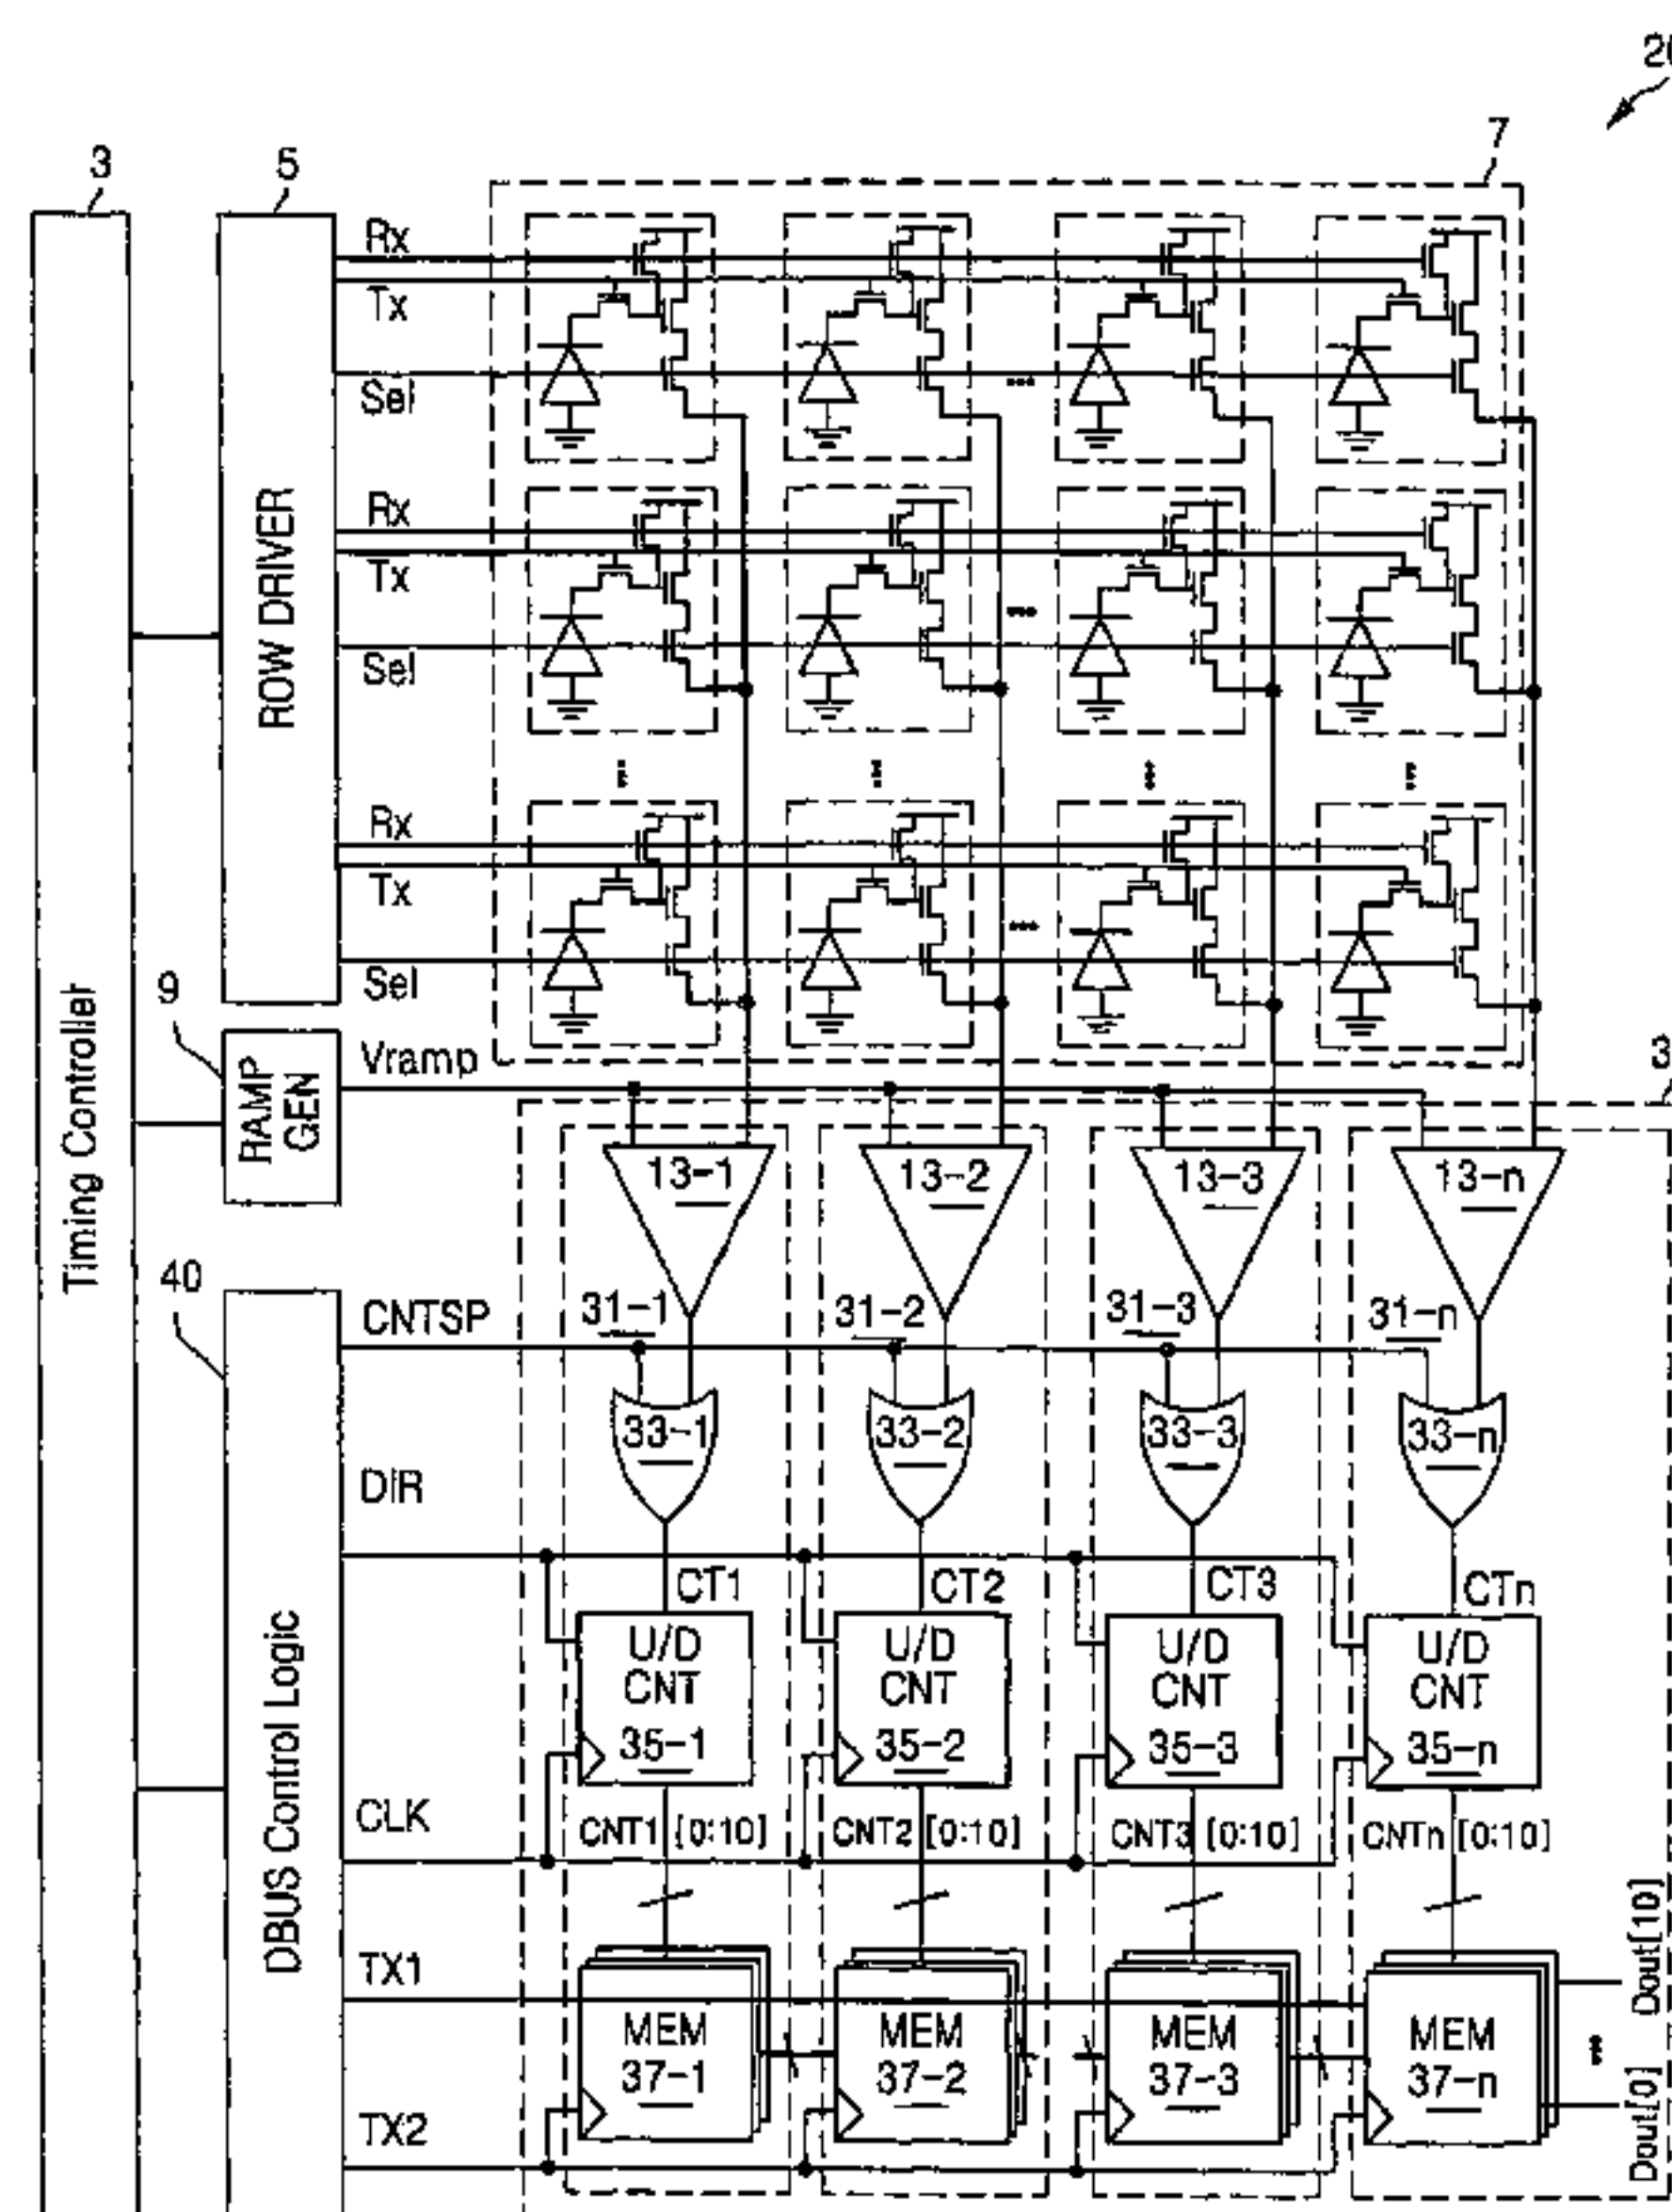 7
3
5
Rx
Tx
Sel
ROW DRIVER
Rx
Tx
Sel
Rx
Tx
Sel
9
Timing Controller
RAMP GEN
Vramp
13-1
13-2
13-3
13-n
40
CNTSP
31-1
31-2
31-3
31-n
33-1
33-2
33-3
33-n
DIR
CT1
CT2
CT3
CTn
DBUS Control Logic
U/D CNT 35-1
U/D CNT 35-2
U/D CNT 35-3
U/D CNT 35-n
CLK
CNT1 [0:10]
CNT2 [0:10]
CNT3 [0:10]
CNTn [0:10]
TX1
MEM 37-1
MEM 37-2
MEM 37-3
MEM 37-n
Dout[10]
Dout[0]
TX2